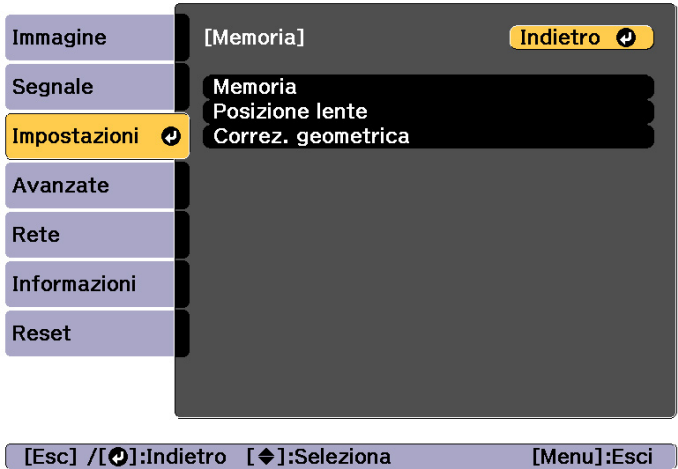 Immagine
Segnale
Impostazioni
Avanzate
Rete
Informazioni
Reset
[Memoria]
Indietro
Memoria
Posizione lente
Correz. geometrica
[Esc] /[⏎]:Indietro [◆]:Seleziona [Menu]:Esci